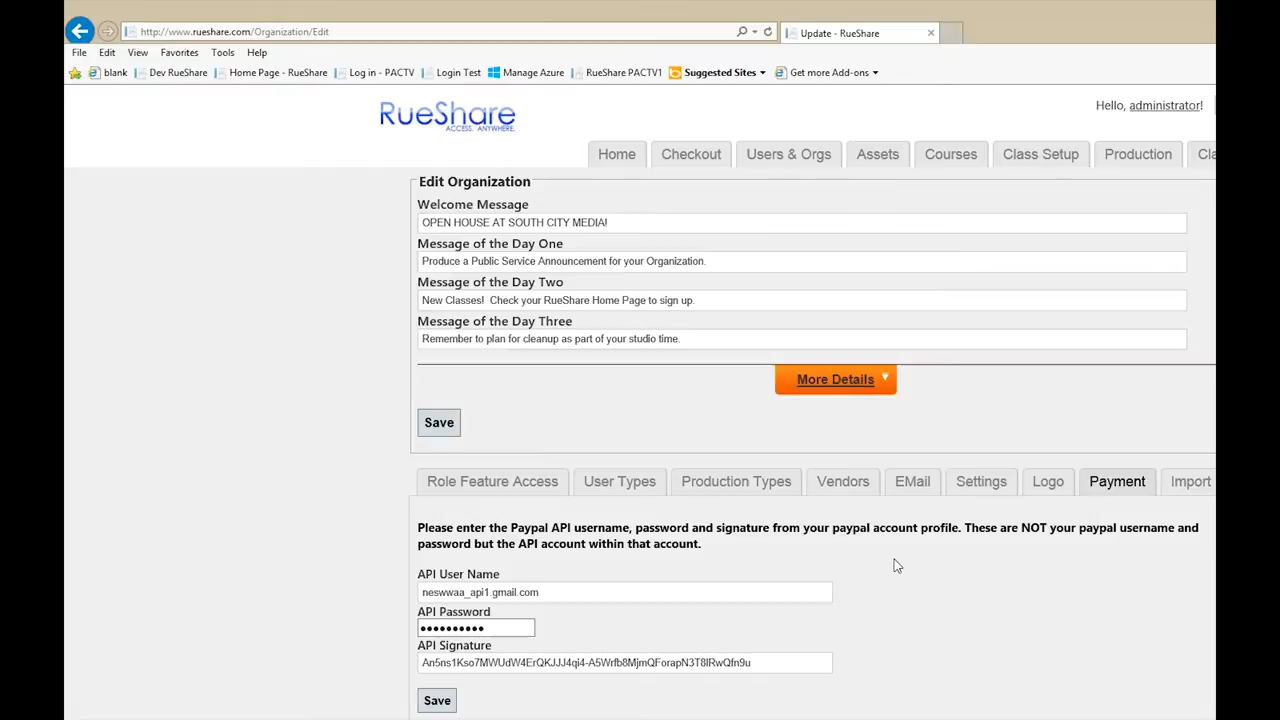 http://www.rueshare.com/Organization/Edit
Update - RueShare
File Edit View Favorites Tools Help
blank Dev RueShare Home Page - RueShare Log in - PACTV Login Test Manage Azure RueShare PACTV1 Suggested Sites Get more Add-ons
RueShare
ACCESS. ANYWHERE.
Hello, administrator!
Home Checkout Users & Orgs Assets Courses Class Setup Production Cla
Edit Organization
Welcome Message
OPEN HOUSE AT SOUTH CITY MEDIA!
Message of the Day One
Produce a Public Service Announcement for your Organization.
Message of the Day Two
New Classes! Check your RueShare Home Page to sign up.
Message of the Day Three
Remember to plan for cleanup as part of your studio time.
More Details
Save
Role Feature Access User Types Production Types Vendors EMail Settings Logo Payment Import
Please enter the Paypal API username, password and signature from your paypal account profile. These are NOT your paypal username and
password but the API account within that account.
API User Name
neswwaa_api1.gmail.com
API Password
••••••••••
API Signature
An5ns1Kso7MWUdW4ErQKJJJ4qi4-A5Wrfb8MjmQForapN3T8lRwQfn9u
Save